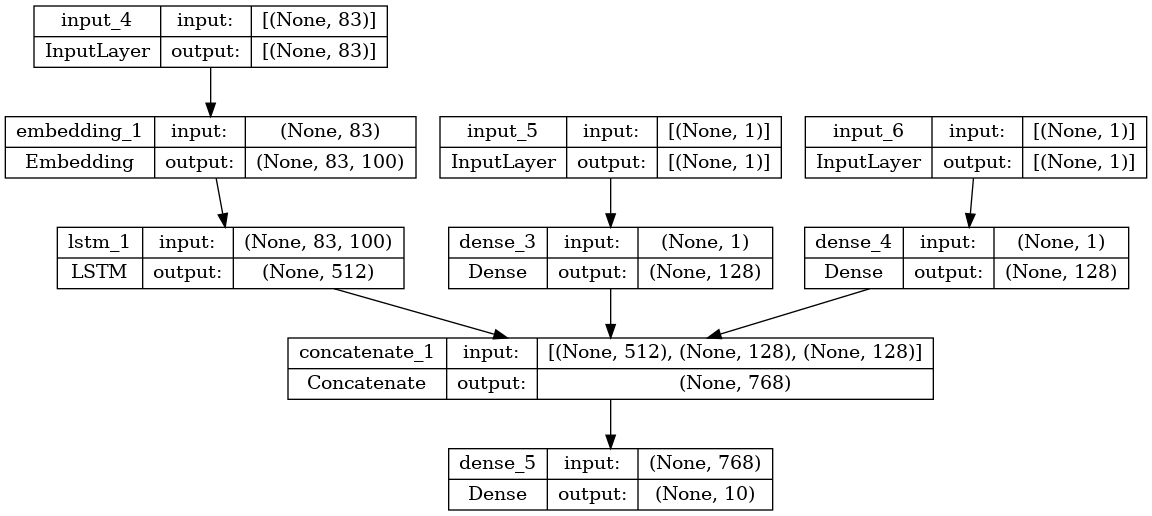 input_4 input: [(None, 83)]
InputLayer output: [(None, 83)]
embedding_1 input: (None, 83)
Embedding output: (None, 83, 100)
input_5 input: [(None, 1)]
InputLayer output: [(None, 1)]
input_6 input: [(None, 1)]
InputLayer output: [(None, 1)]
lstm_1 input: (None, 83, 100)
LSTM output: (None, 512)
dense_3 input: (None, 1)
Dense output: (None, 128)
dense_4 input: (None, 1)
Dense output: (None, 128)
concatenate_1 input: [(None, 512), (None, 128), (None, 128)]
Concatenate output: (None, 768)
dense_5 input: (None, 768)
Dense output: (None, 10)